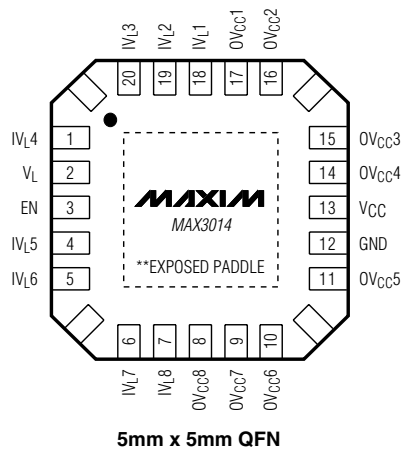 IVL3 IVL2 IVL1 OVCC1 OVCC2
20 19 18 17 16
IVL4 1 15 OVCC3
VL 2 14 OVCC4
EN 3 13 VCC
IVL5 4 12 GND
IVL6 5 11 OVCC5
MAXIM
MAX3014
**EXPOSED PADDLE
6 7 8 9 10
IVL7 IVL8 OVCC8 OVCC7 OVCC6
5mm x 5mm QFN